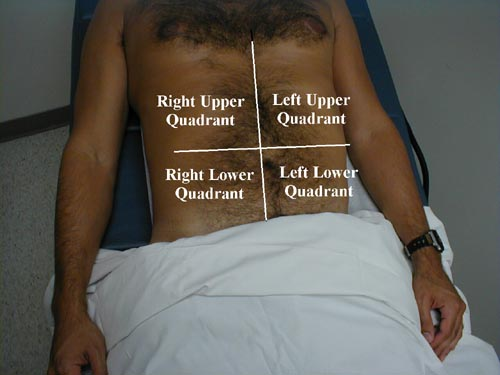 Right Upper
Quadrant
Left Upper
Quadrant
Right Lower
Quadrant
Left Lower
Quadrant